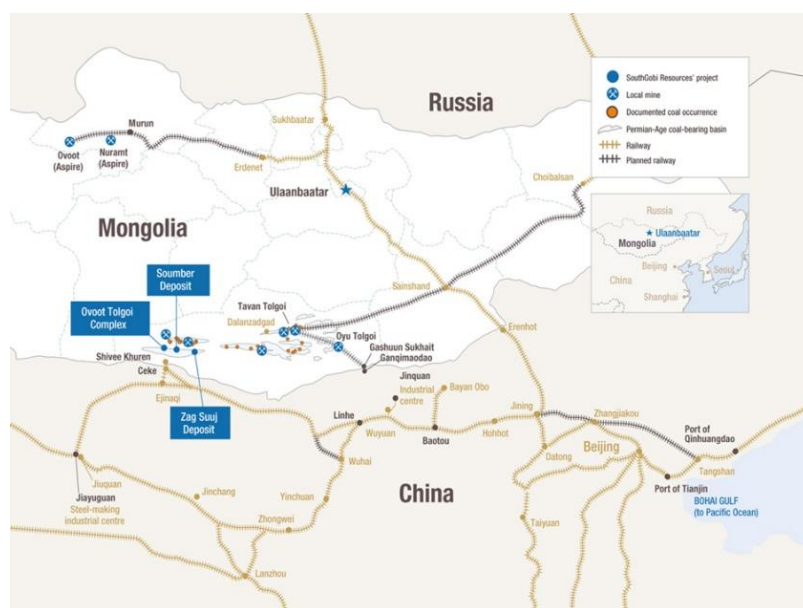 Russia
Sukhbaatar
Murun
Ovoot
(Aspire)
Nuramt
(Aspire)
Erdenet
Ulaanbaatar
Choibalsan
SouthGobi Resources' project
Local mine
Documented coal occurrence
Permian-Age coal-bearing basin
Railway
Planned railway
Russia
Ulaanbaatar
Mongolia
Beijing
Seoul
China
Shanghai
Mongolia
Soumber
Deposit
Ovoot Tolgoi
Complex
Tavan Tolgoi
Dalanzadgad
Sainshand
Oyu Tolgoi
Erenhot
Gashuun Sukhait
Ganqimaodao
Shivee Khuren
Ceke
Ejinaqi
Zag Suuj
Deposit
Jinquan
Industrial
centre
Bayan Obo
Linhe
Wuyuan
Baotou
Hohhot
Jining
Zhangjiakou
Port of
Qinhuangdao
Wuhai
Datong
Beijing
Tangshan
Port of Tianjin
BOHAI GULF
(to Pacific Ocean)
Jiuquan
Jiayuguan
Steel-making
industrial centre
Jinchang
Yinchuan
China
Zhongwei
Taiyuan
Lanzhou